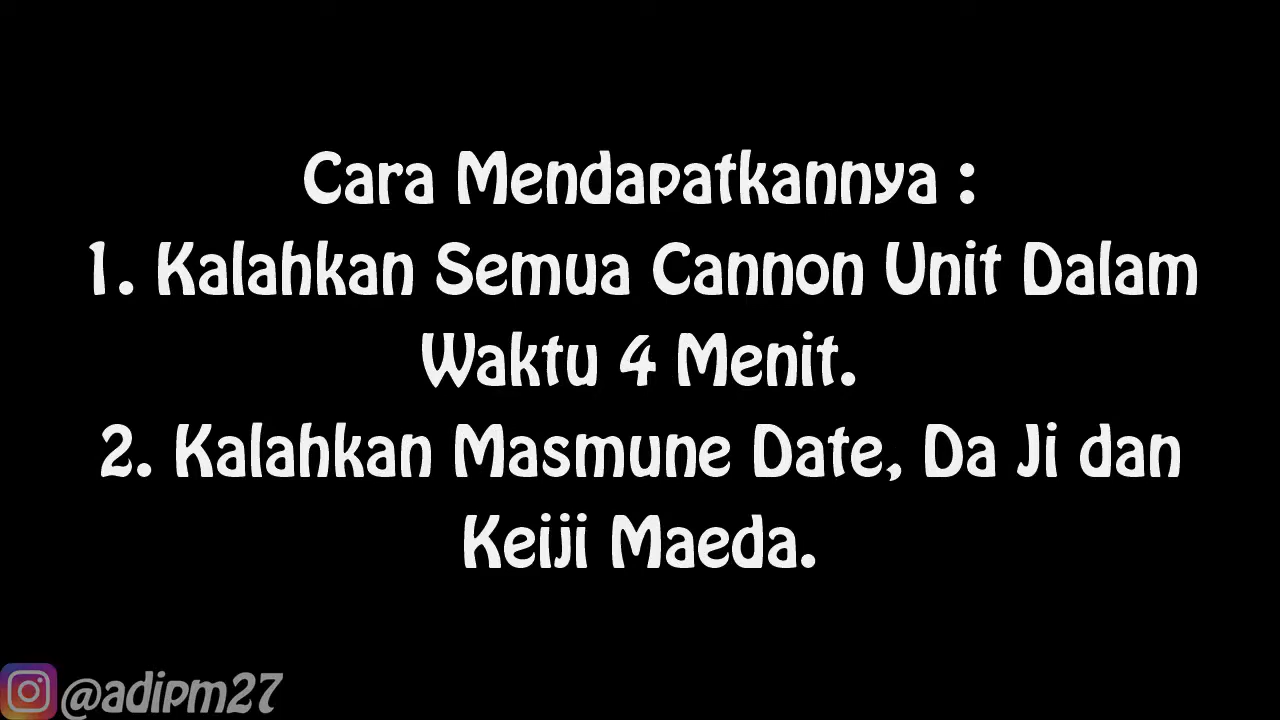 Cara Mendapatkannya :
1. Kalahkan Semua Cannon Unit Dalam
Waktu 4 Menit.
2. Kalahkan Masmune Date, Da Ji dan
Keiji Maeda.
@adipm27